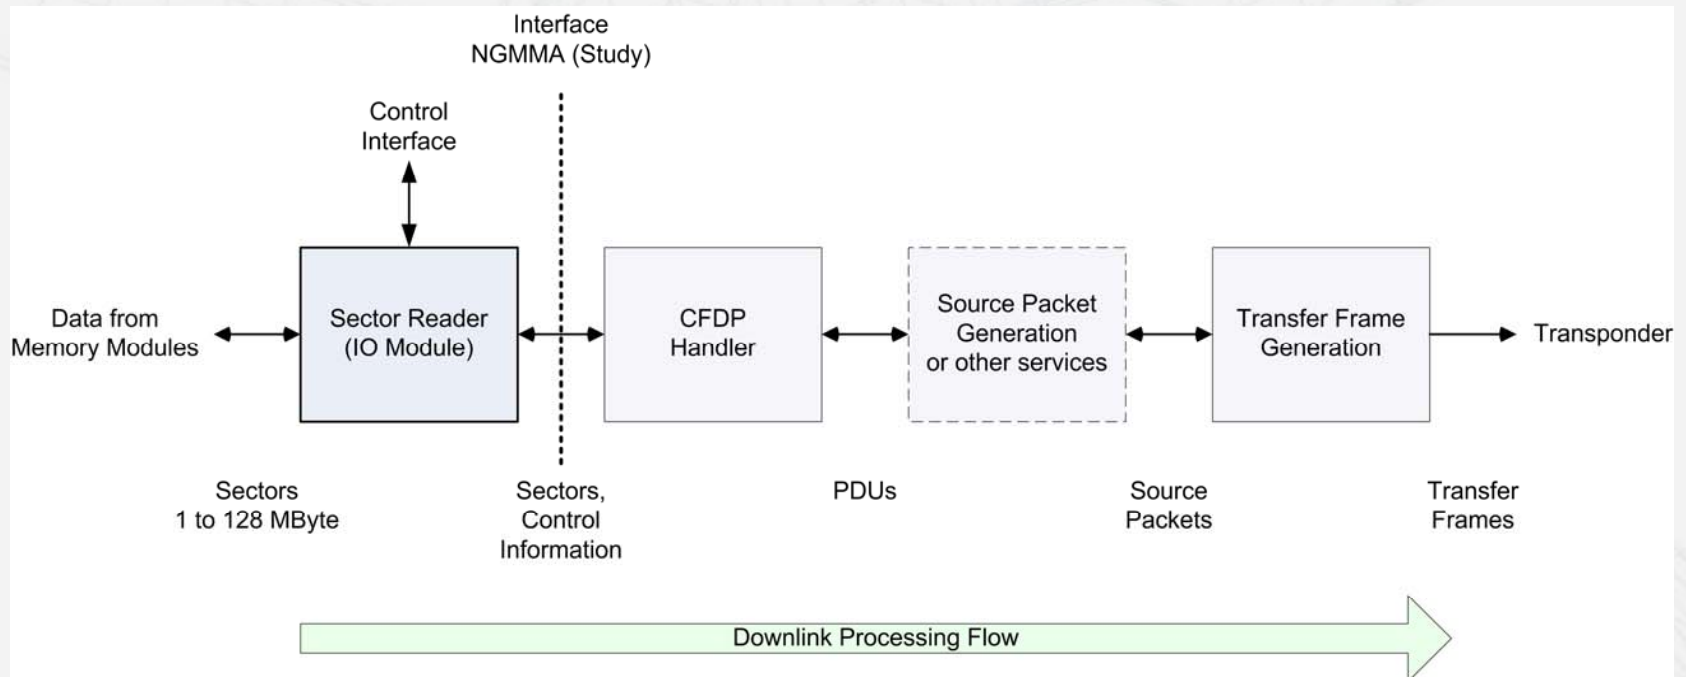 Interface
NGMMA (Study)
Control
Interface
Data from
Memory Modules
Sector Reader
(IO Module)
CFDP
Handler
Source Packet
Generation
or other services
Transfer Frame
Generation
Transponder
Sectors
1 to 128 MByte
Sectors,
Control
Information
PDUs
Source
Packets
Transfer
Frames
Downlink Processing Flow